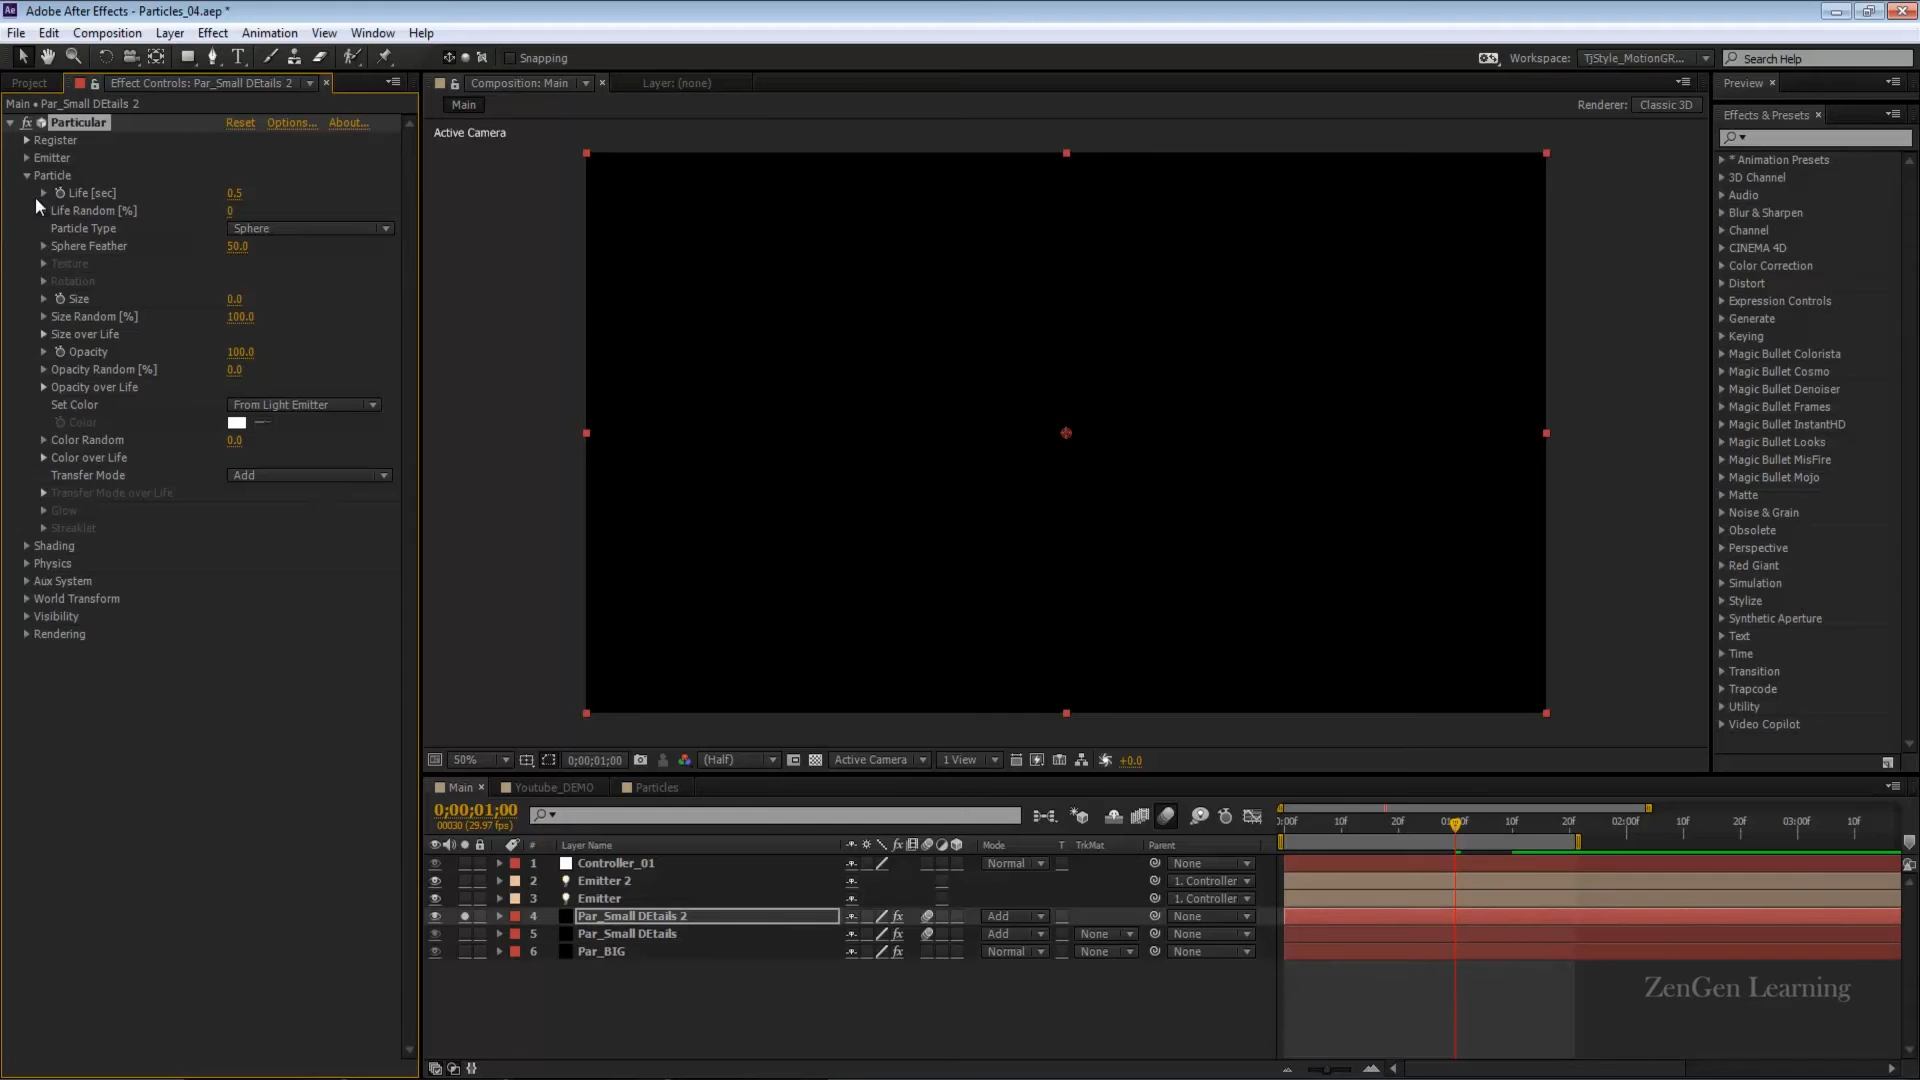 Adobe After Effects - Particles_04.aep *
File Edit Composition Layer Effect Animation View Window Help
Snapping
Workspace: TjStyle_MotionGR...
Search Help
Project
Effect Controls: Par_Small DEtails 2
Main • Par_Small DEtails 2
fx Particular Reset Options... About...
Register
Emitter
Particle
Life [sec] 0.5
Life Random [%] 0
Particle Type Sphere
Sphere Feather 50.0
Texture
Rotation
Size 0.0
Size Random [%] 100.0
Size over Life
Opacity 100.0
Opacity Random [%] 0.0
Opacity over Life
Set Color From Light Emitter
Color
Color Random 0.0
Color over Life
Transfer Mode Add
Transfer Mode over Life
Glow
Streaklet
Shading
Physics
Aux System
World Transform
Visibility
Rendering
Composition: Main
Layer: (none)
Main
Renderer: Classic 3D
Active Camera
50% 0;00;01;00 (Half) Active Camera 1 View +0.0
Preview
Effects & Presets
* Animation Presets
3D Channel
Audio
Blur & Sharpen
Channel
CINEMA 4D
Color Correction
Distort
Expression Controls
Generate
Keying
Magic Bullet Colorista
Magic Bullet Cosmo
Magic Bullet Denoiser
Magic Bullet Frames
Magic Bullet InstantHD
Magic Bullet Looks
Magic Bullet MisFire
Magic Bullet Mojo
Matte
Noise & Grain
Obsolete
Perspective
Red Giant
Simulation
Stylize
Synthetic Aperture
Text
Time
Transition
Trapcode
Utility
Video Copilot
Main Youtube_DEMO Particles
0;00;01;00
00030 (29.97 fps)
):00f 10f 20f 01:00f 10f 20f 02:00f 10f 20f 03:00f 10f
# Layer Name fx Mode T TrkMat Parent
1 Controller_01 Normal None
2 Emitter 2 1. Controller
3 Emitter 1. Controller
4 Par_Small DEtails 2 fx Add None
5 Par_Small DEtails fx Add None None
6 Par_BIG fx Normal None None
ZenGen Learning